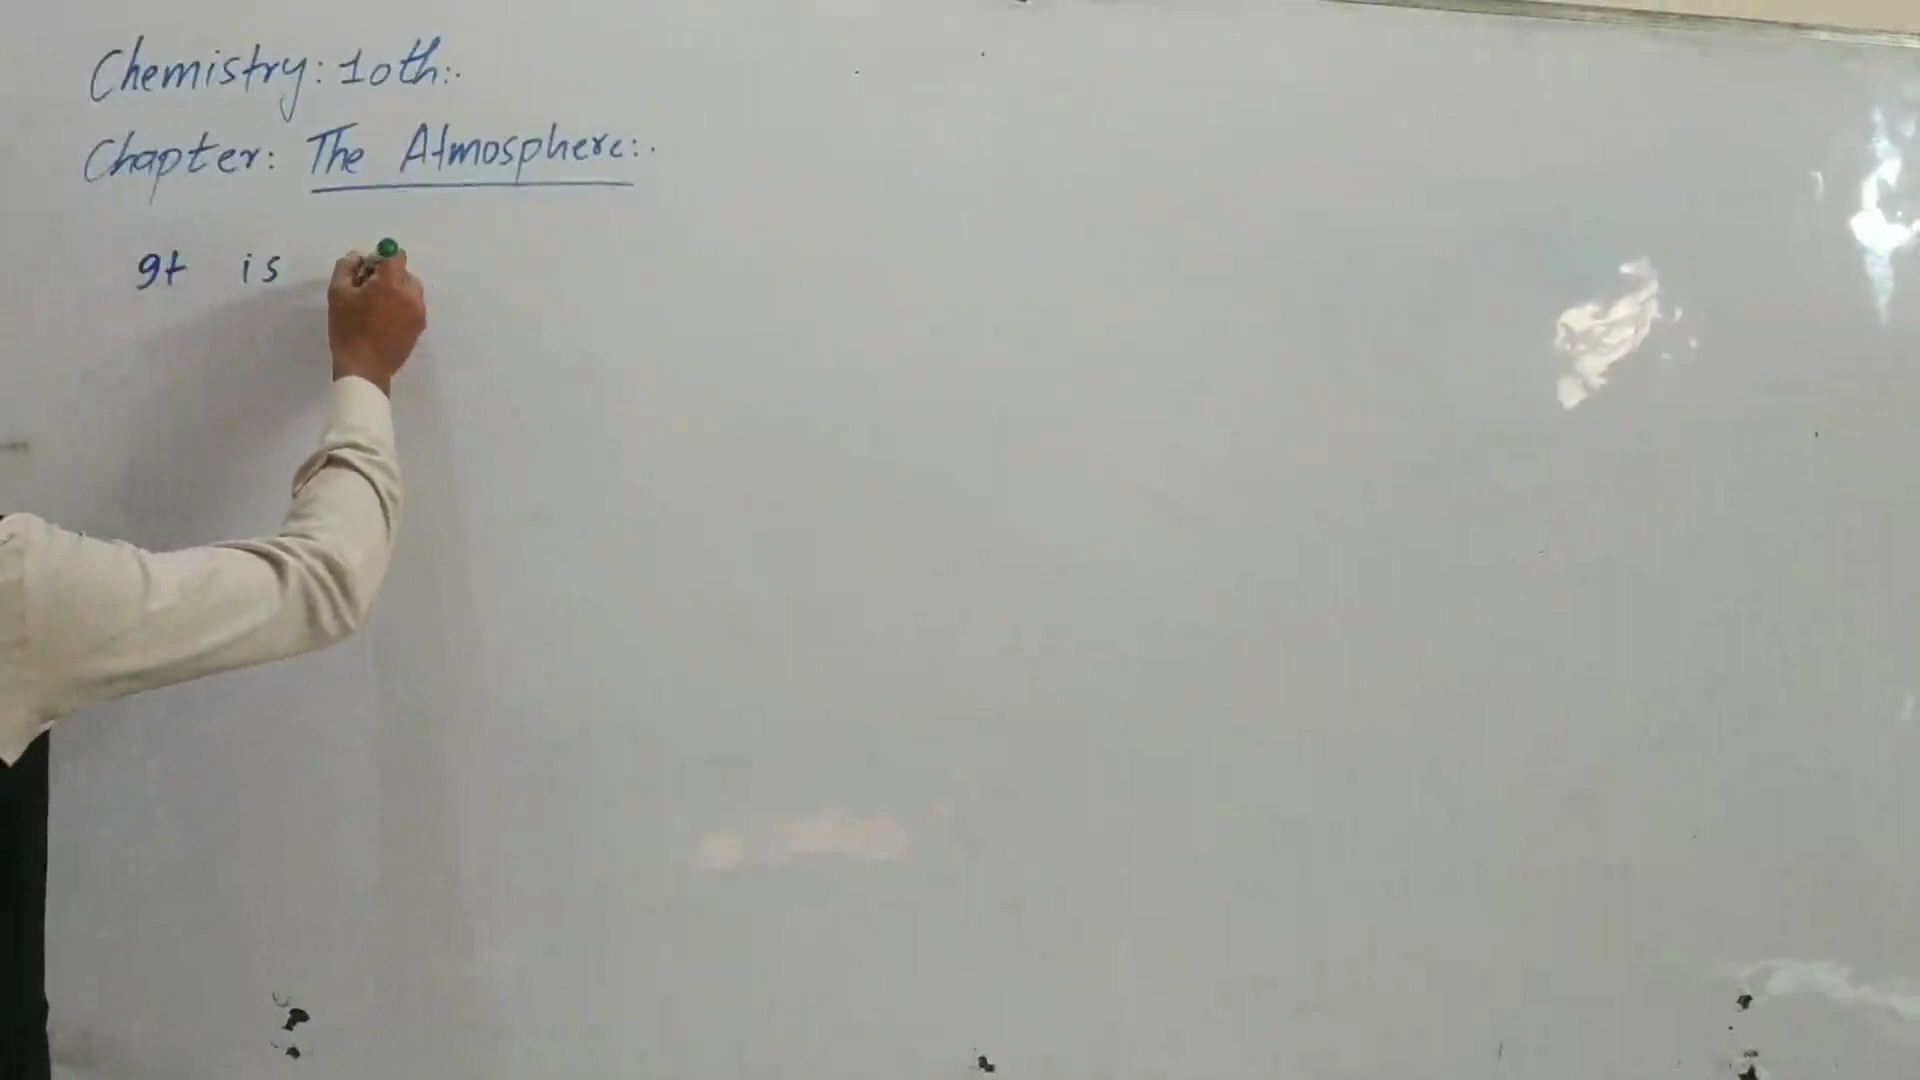 Chemistry: 10th:.
Chapter: The Atmosphere:.
It is